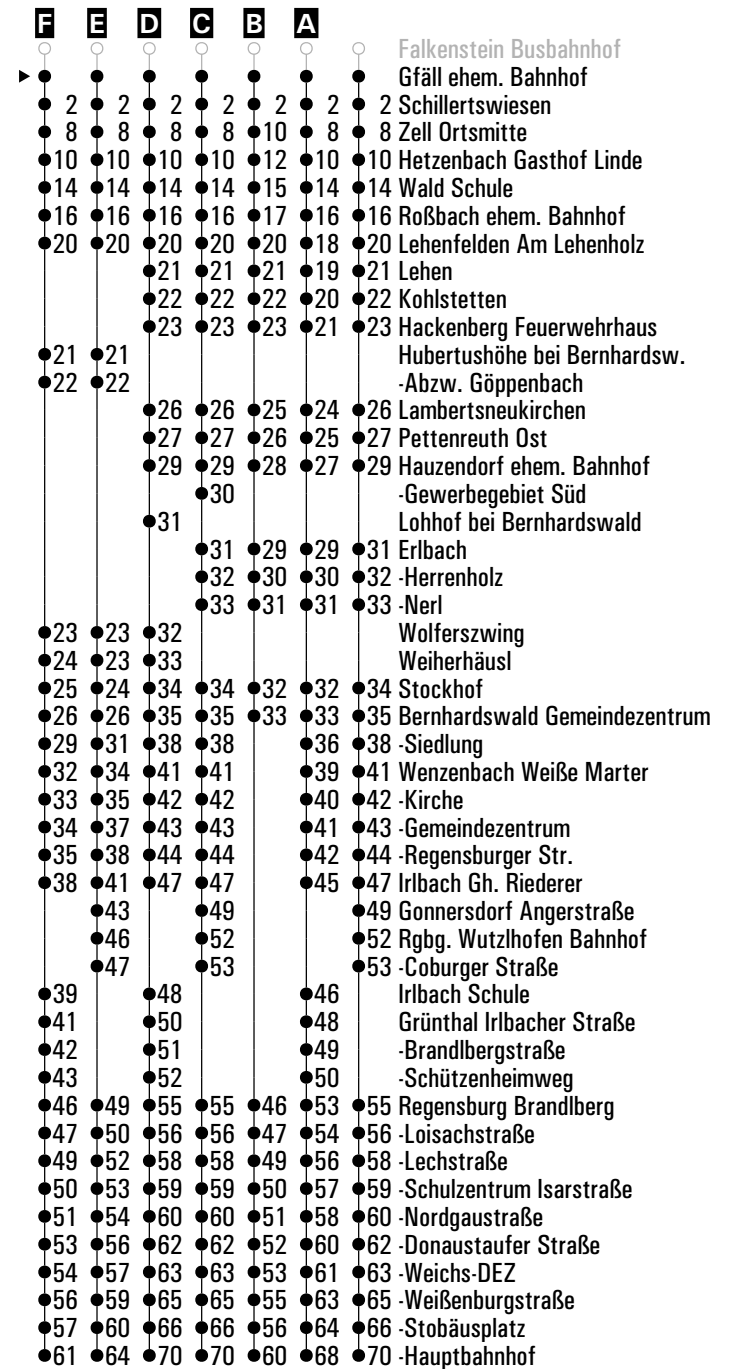 F E D C B A
Falkenstein Busbahnhof
Gfäll ehem. Bahnhof
2 2 2 2 2 2 2 Schillertswiesen
8 8 8 8 10 8 8 Zell Ortsmitte
10 10 10 10 12 10 10 Hetzenbach Gasthof Linde
14 14 14 14 15 14 14 Wald Schule
16 16 16 16 17 16 16 Roßbach ehem. Bahnhof
20 20 20 20 20 18 20 Lehenfelden Am Lehenholz
21 21 21 19 21 Lehen
22 22 22 20 22 Kohlstetten
23 23 23 21 23 Hackenberg Feuerwehrhaus
21 21 Hubertushöhe bei Bernhardsw.
22 22 -Abzw. Göppenbach
26 26 25 24 26 Lambertsneukirchen
27 27 26 25 27 Pettenreuth Ost
29 29 28 27 29 Hauzendorf ehem. Bahnhof
30 -Gewerbegebiet Süd
31 Lohhof bei Bernhardswald
31 29 29 31 Erlbach
32 30 30 32 -Herrenholz
33 31 31 33 -Nerl
23 23 32 Wolferszwing
24 23 33 Weiherhäusl
25 24 34 34 32 32 34 Stockhof
26 26 35 35 33 33 35 Bernhardswald Gemeindezentrum
29 31 38 38 36 38 -Siedlung
32 34 41 41 39 41 Wenzenbach Weiße Marter
33 35 42 42 40 42 -Kirche
34 37 43 43 41 43 -Gemeindezentrum
35 38 44 44 42 44 -Regensburger Str.
38 41 47 47 45 47 Irlbach Gh. Riederer
43 49 49 Gonnersdorf Angerstraße
46 52 52 Rgbg. Wutzlhofen Bahnhof
47 53 53 -Coburger Straße
39 48 46 Irlbach Schule
41 50 48 Grünthal Irlbacher Straße
42 51 49 -Brandlbergstraße
43 52 50 -Schützenheimweg
46 49 55 55 46 53 55 Regensburg Brandlberg
47 50 56 56 47 54 56 -Loisachstraße
49 52 58 58 49 56 58 -Lechstraße
50 53 59 59 50 57 59 -Schulzentrum Isarstraße
51 54 60 60 51 58 60 -Nordgaustraße
53 56 62 62 52 60 62 -Donaustaufer Straße
54 57 63 63 53 61 63 -Weichs-DEZ
56 59 65 65 55 63 65 -Weißenburgstraße
57 60 66 66 56 64 66 -Stobäusplatz
61 64 70 70 60 68 70 -Hauptbahnhof